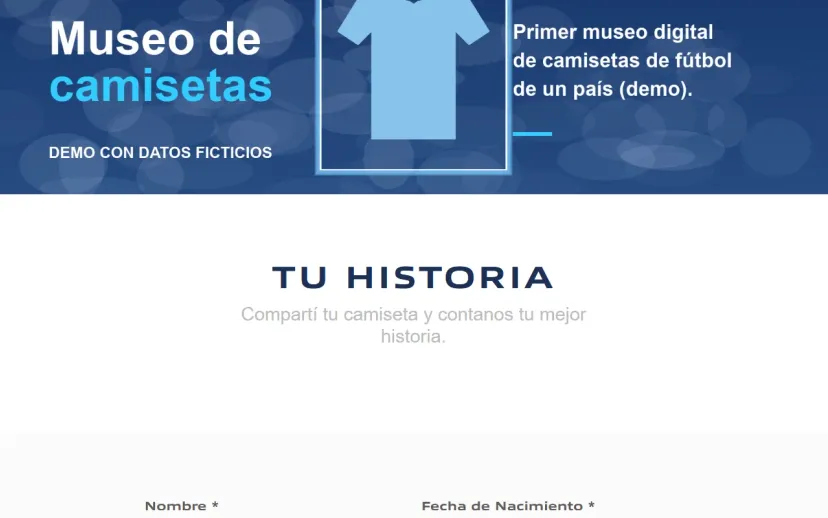 Museo de
camisetas
DEMO CON DATOS FICTICIOS
Primer museo digital
de camisetas de fútbol
de un país (demo).
TU HISTORIA
Compartí tu camiseta y contanos tu mejor
historia.
Nombre *
Fecha de Nacimiento *